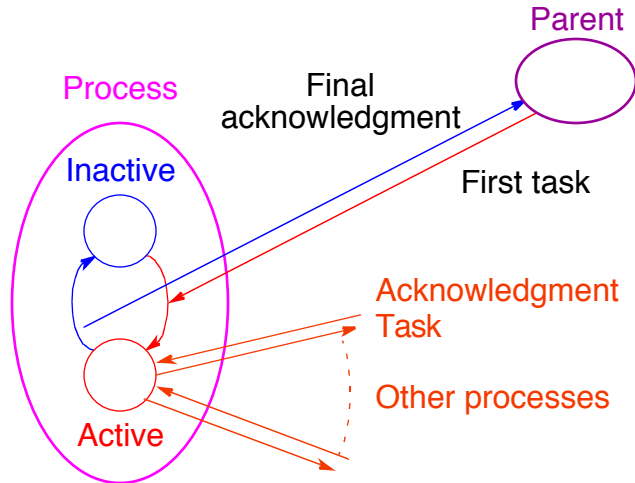 Parent
Process
Final
acknowledgment
Inactive
First task
Acknowledgment
Task
Other processes
Active